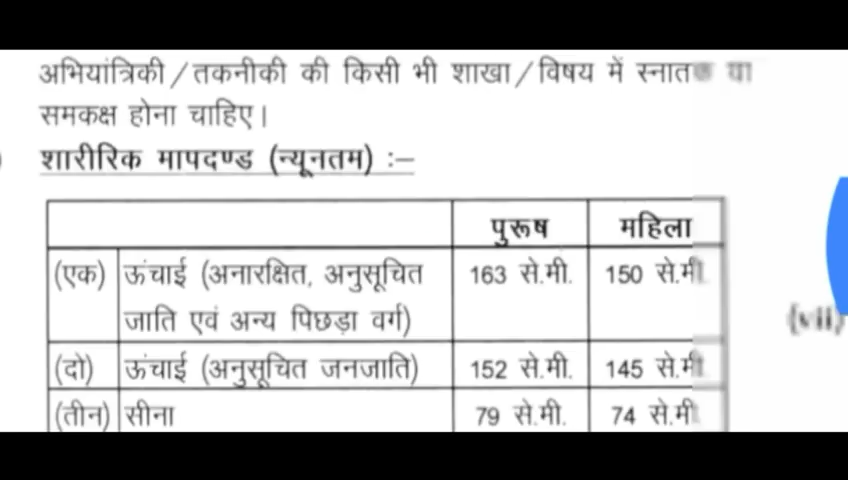 अभियांत्रिकी / तकनीकी की किसी भी शाखा / विषय में स्नातक या
समकक्ष होना चाहिए।
शारीरिक मापदण्ड (न्यूनतम) :–
पुरूष महिला
(एक) ऊंचाई (अनारक्षित, अनुसूचित 163 से.मी. 150 से.मी.
जाति एवं अन्य पिछड़ा वर्ग)
(vii)
(दो) ऊंचाई (अनुसूचित जनजाति) 152 से.मी. 145 से.मी.
(तीन) सीना 79 से.मी. 74 से.मी.